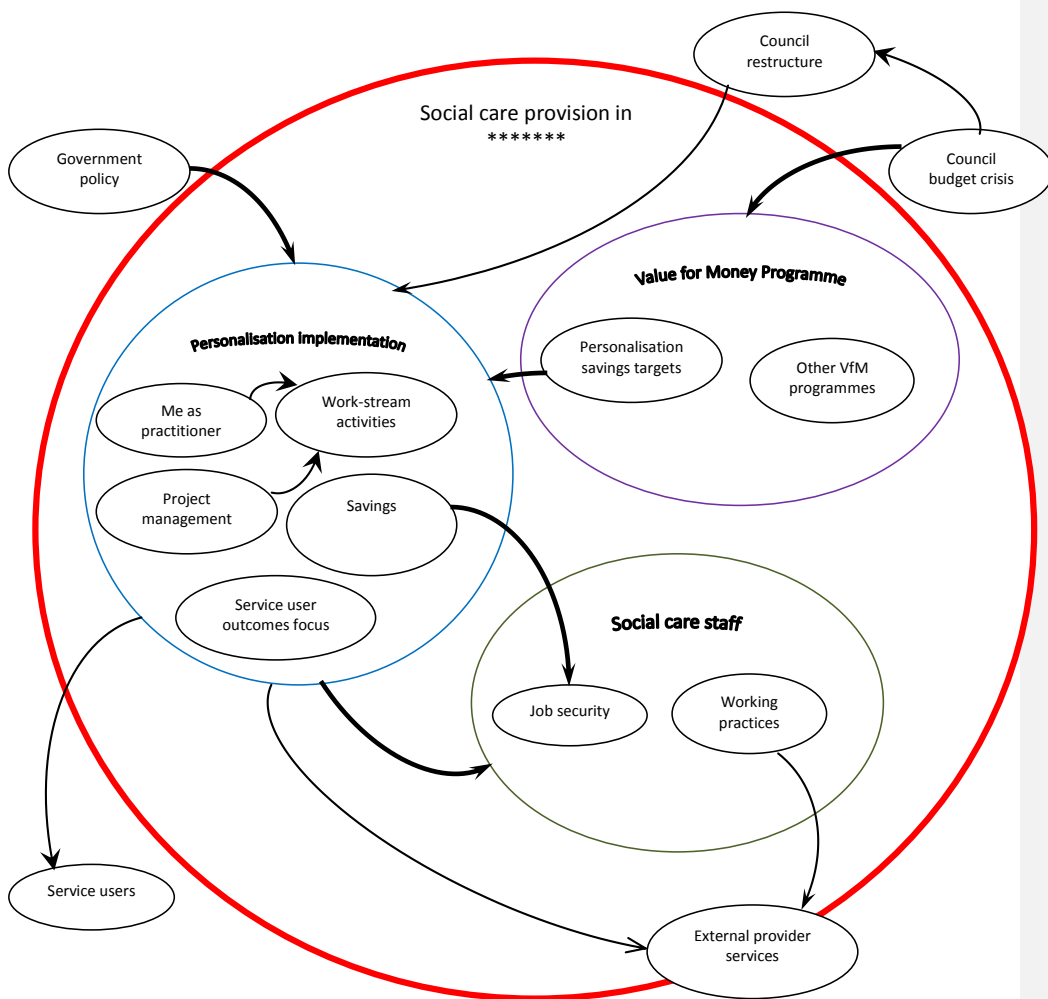 Council
restructure
Social care provision in
*******
Government
policy
Council
budget crisis
Value for Money Programme
Personalisation implementation
Personalisation
savings targets
Other VfM
programmes
Me as
practitioner
Work-stream
activities
Project
management
Savings
Service user
outcomes focus
Social care staff
Job security
Working
practices
Service users
External provider
services